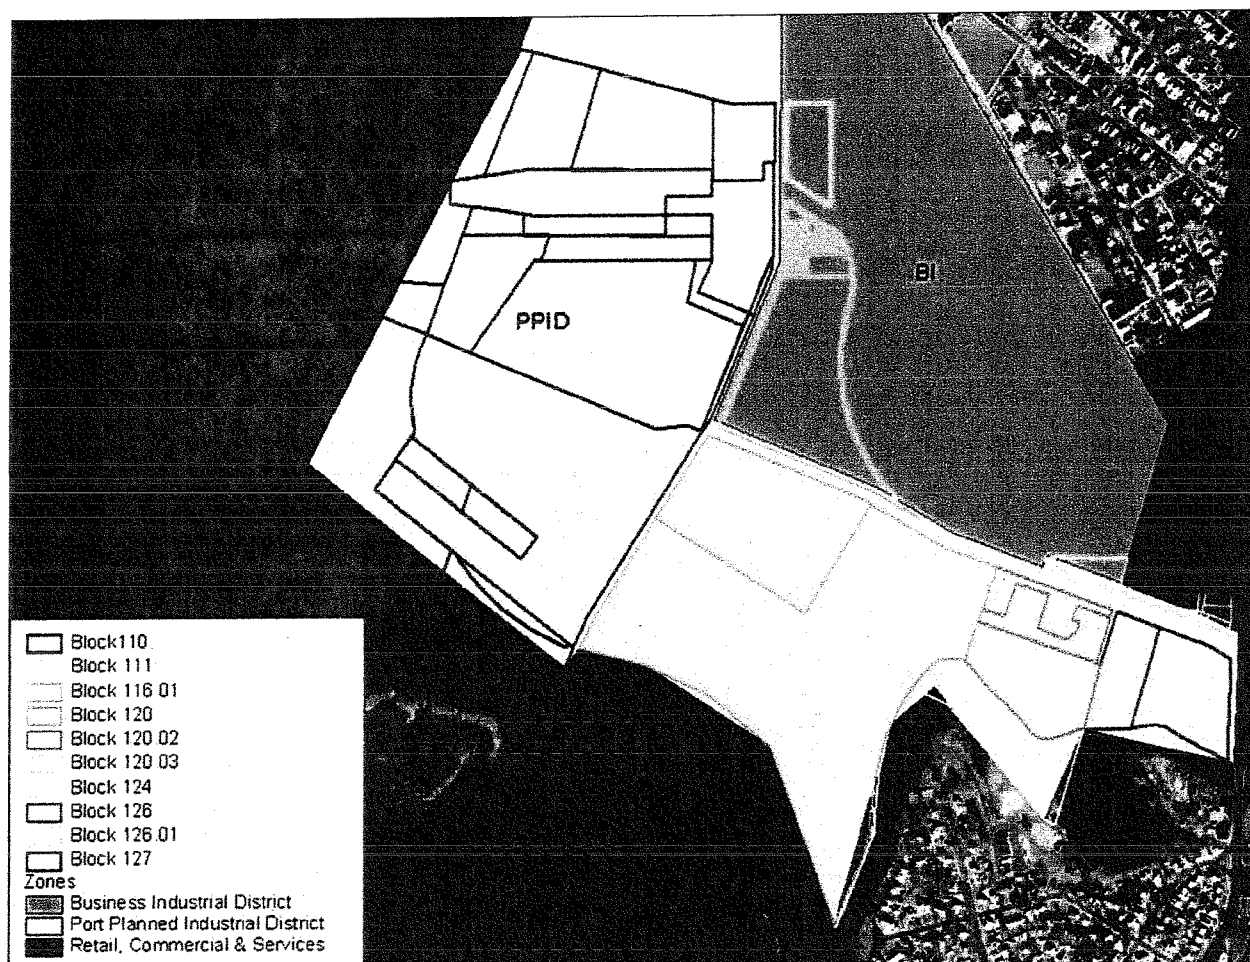 PPID
BI
Block110
Block 111
Block 116 01
Block 120
Block 120 02
Block 120 03
Block 124
Block 126
Block 126 01
Block 127
Zones
Business Industrial District
Port Planned Industrial District
Retail, Commercial & Services